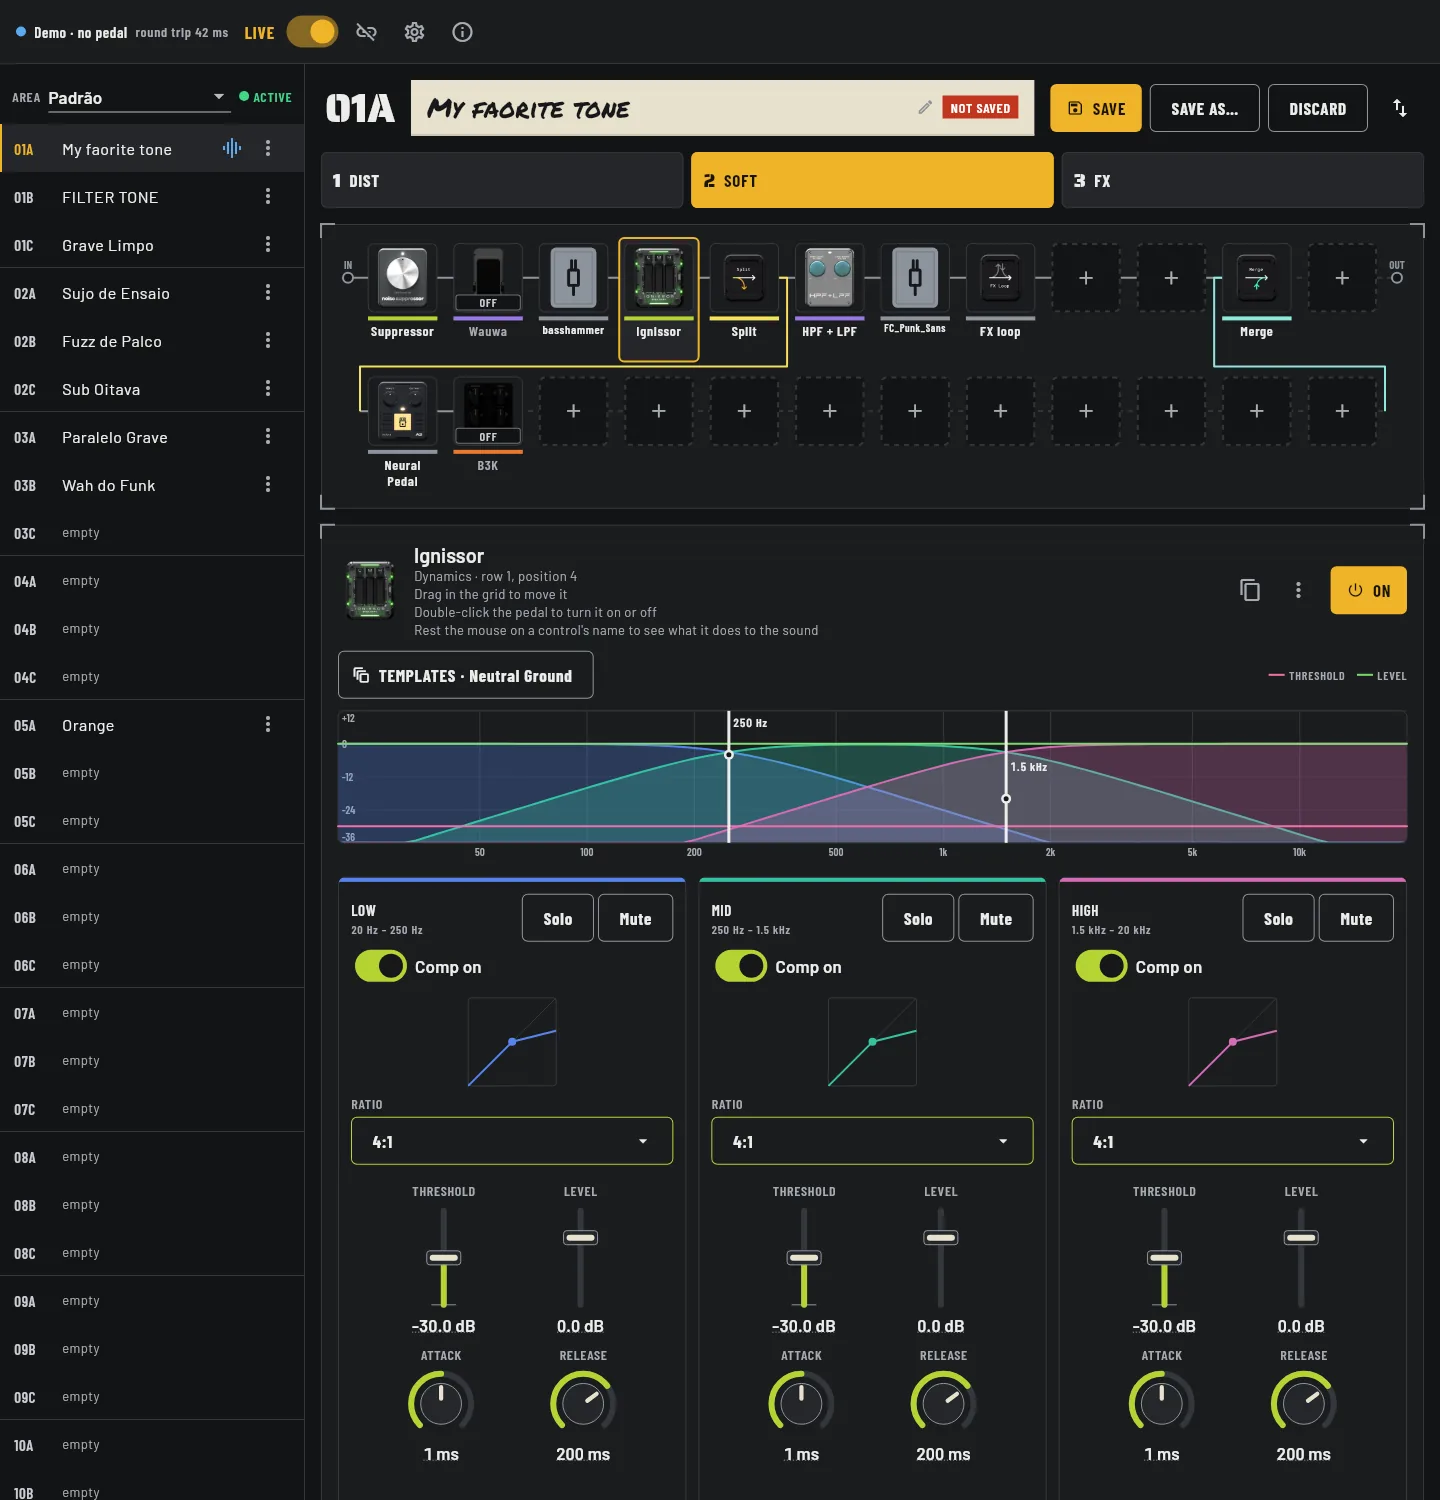 Demo · no pedal round trip 42 ms LIVE
AREA Padrão ACTIVE
01A My faorite tone
01B FILTER TONE
01C Grave Limpo
02A Sujo de Ensaio
02B Fuzz de Palco
02C Sub Oitava
03A Paralelo Grave
03B Wah do Funk
03C empty
04A empty
04B empty
04C empty
05A Orange
05B empty
05C empty
06A empty
06B empty
06C empty
07A empty
07B empty
07C empty
08A empty
08B empty
08C empty
09A empty
09B empty
09C empty
10A empty
10B empty
01A My faorite tone NOT SAVED SAVE SAVE AS... DISCARD
1 DIST 2 SOFT 3 FX
IN OUT
OFF Split FX Loop Merge
Suppressor Wauwa basshammer Ignissor Split HPF + LPF FC_Punk_Sans FX loop Merge
OFF
Neural Pedal B3K
Ignissor
Dynamics · row 1, position 4
Drag in the grid to move it
Double-click the pedal to turn it on or off
Rest the mouse on a control's name to see what it does to the sound
ON
TEMPLATES · Neutral Ground THRESHOLD LEVEL
+12
0
-12
-24
-36
250 Hz
1.5 kHz
50 100 200 500 1k 2k 5k 10k
LOW Solo Mute
20 Hz – 250 Hz
Comp on
RATIO
4:1
THRESHOLD LEVEL
-30.0 dB 0.0 dB
ATTACK RELEASE
1 ms 200 ms
MID Solo Mute
250 Hz – 1.5 kHz
Comp on
RATIO
4:1
THRESHOLD LEVEL
-30.0 dB 0.0 dB
ATTACK RELEASE
1 ms 200 ms
HIGH Solo Mute
1.5 kHz – 20 kHz
Comp on
RATIO
4:1
THRESHOLD LEVEL
-30.0 dB 0.0 dB
ATTACK RELEASE
1 ms 200 ms